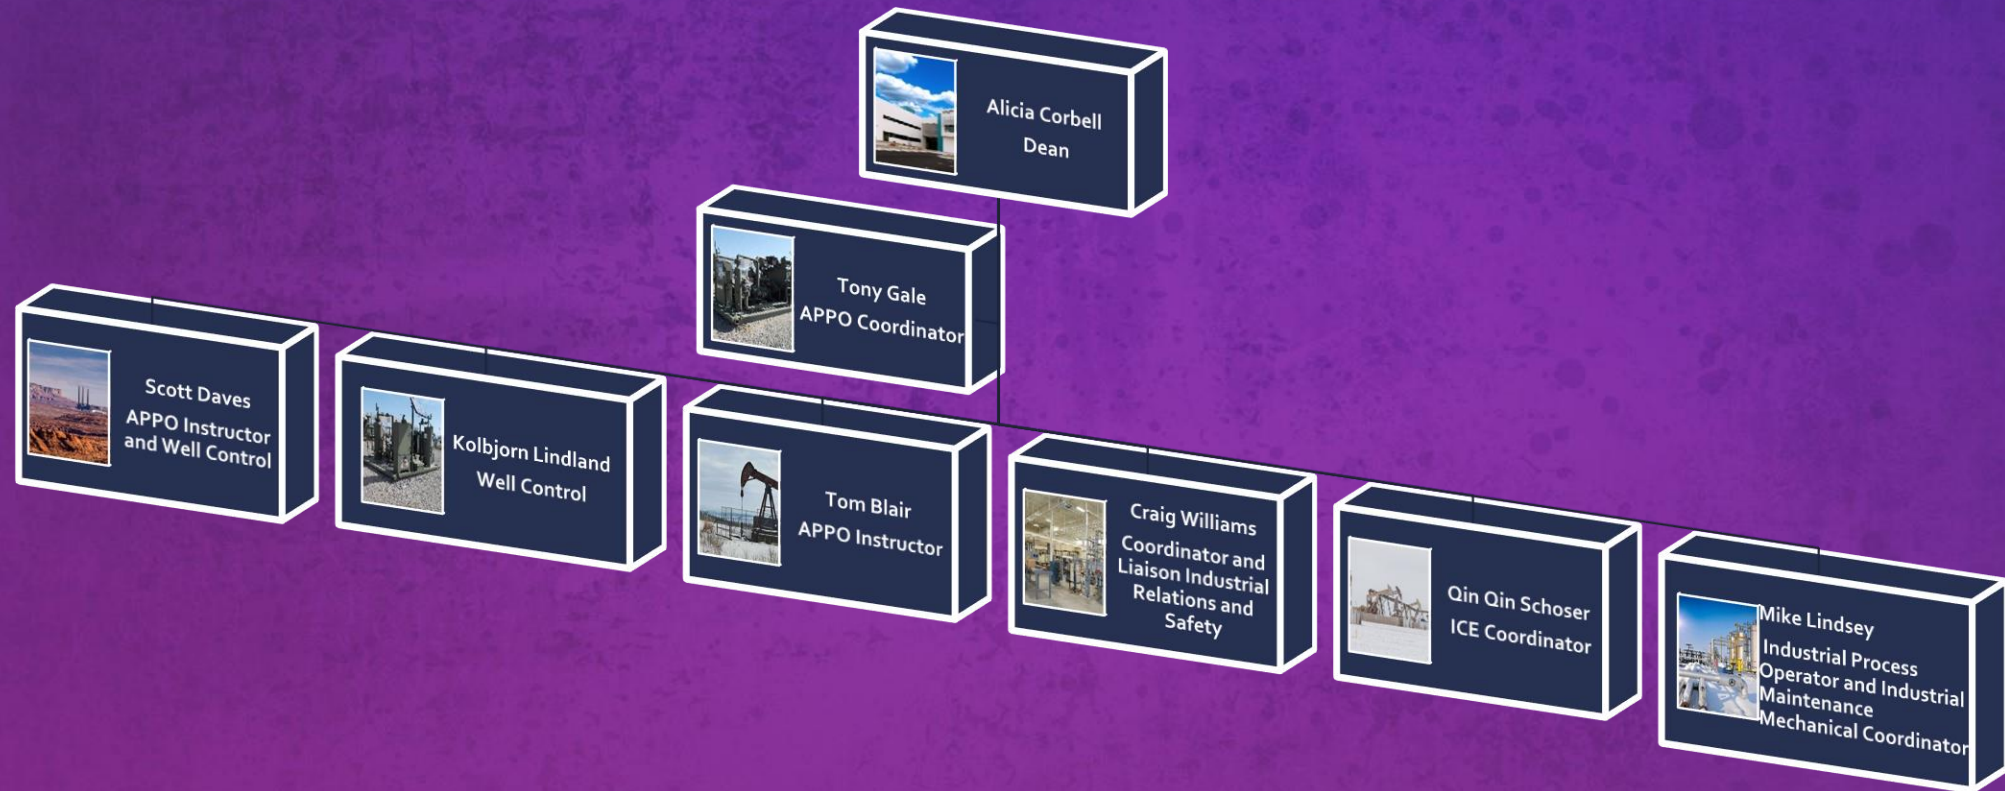 Alicia Corbell
Dean
Tony Gale
APPO Coordinator
Scott Daves
APPO Instructor
and Well Control
Kolbjorn Lindland
Well Control
Tom Blair
APPO Instructor
Craig Williams
Coordinator and
Liaison Industrial
Relations and
Safety
Qin Qin Schoser
ICE Coordinator
Mike Lindsey
Industrial Process
Operator and Industrial
Maintenance
Mechanical Coordinator